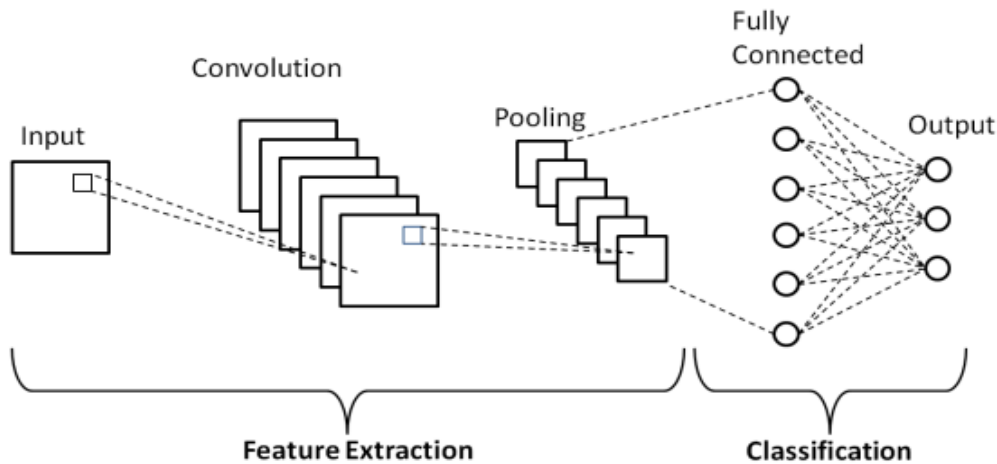 Input
Convolution
Pooling
Fully
Connected
Output
Feature Extraction
Classification